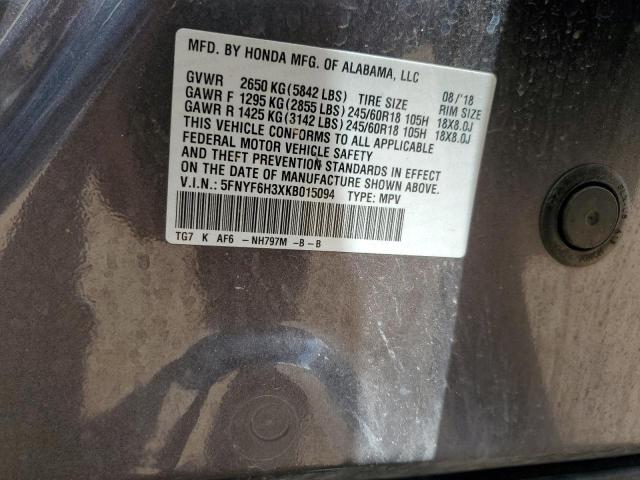 MFD. BY HONDA MFG. OF ALABAMA, LLC 08/'18
GVWR 2650 KG (5842 LBS) TIRE SIZE RIM SIZE
GAWR F 1295 KG (2855 LBS) 245/60R18 105H 18X8.0J
GAWR R 1425 KG (3142 LBS) 245/60R18 105H 18X8.0J
THIS VEHICLE CONFORMS TO ALL APPLICABLE
FEDERAL MOTOR VEHICLE SAFETY
AND THEFT PREVENTION STANDARDS IN EFFECT
ON THE DATE OF MANUFACTURE SHOWN ABOVE.
V.I.N.: 5FNYF6H3XKB015094 TYPE: MPV
TG7 K AF6 - NH797M -B -B